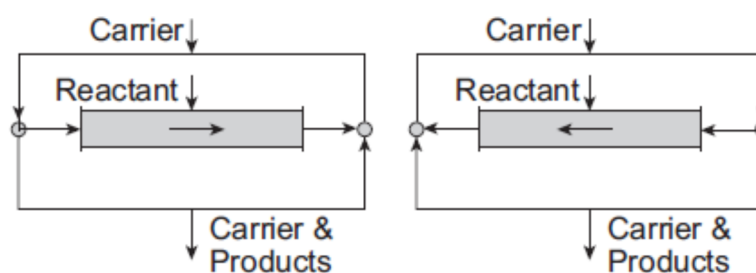 Carrier
Reactant
Carrier &
Products
Carrier
Reactant
Carrier &
Products